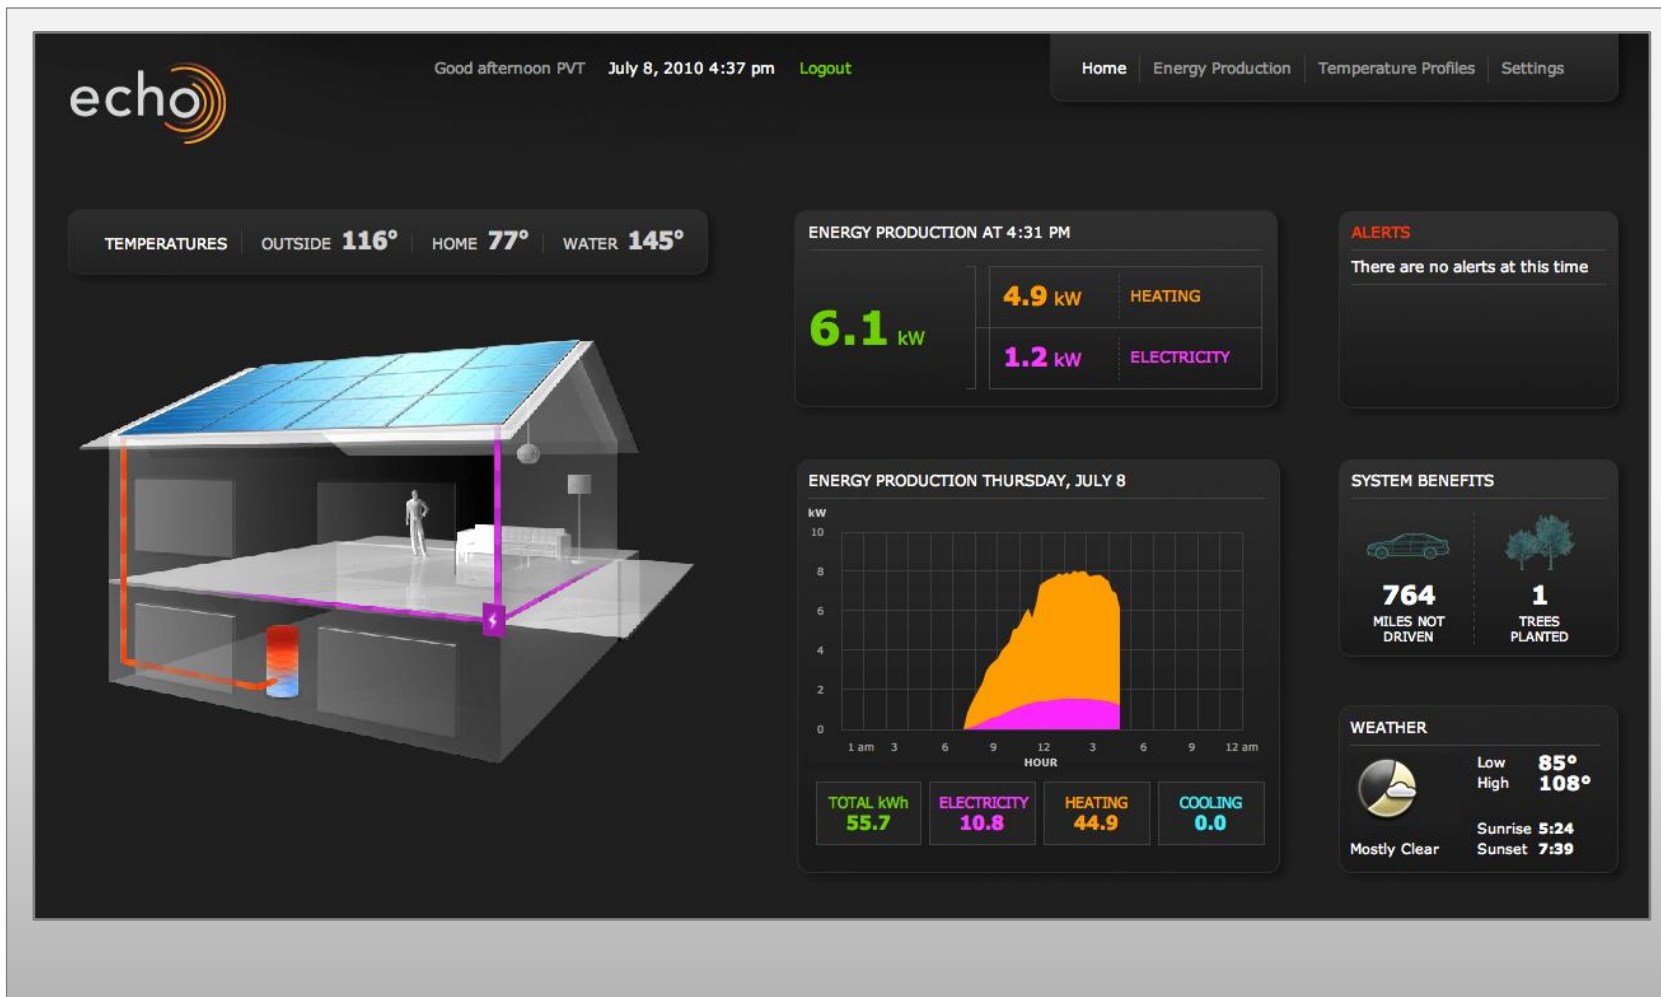 echo
Good afternoon PVT July 8, 2010 4:37 pm Logout
Home Energy Production Temperature Profiles Settings
TEMPERATURES OUTSIDE 116° HOME 77° WATER 145°
ENERGY PRODUCTION AT 4:31 PM
6.1 kW
4.9 kW HEATING
1.2 kW ELECTRICITY
ALERTS
There are no alerts at this time
ENERGY PRODUCTION THURSDAY, JULY 8
kW
10
8
6
4
2
0
1 am 3 6 9 12 3 6 9 12 am
HOUR
TOTAL kWh ELECTRICITY HEATING COOLING
55.7 10.8 44.9 0.0
SYSTEM BENEFITS
764 1
MILES NOT TREES
DRIVEN PLANTED
WEATHER
Low 85°
High 108°
Sunrise 5:24
Mostly Clear Sunset 7:39